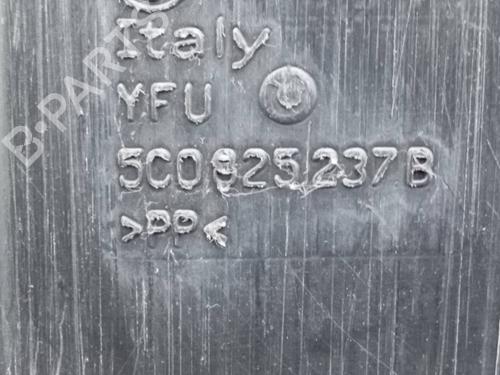 Italy
YFU
5C0825237B
>PP<
B-PARTS